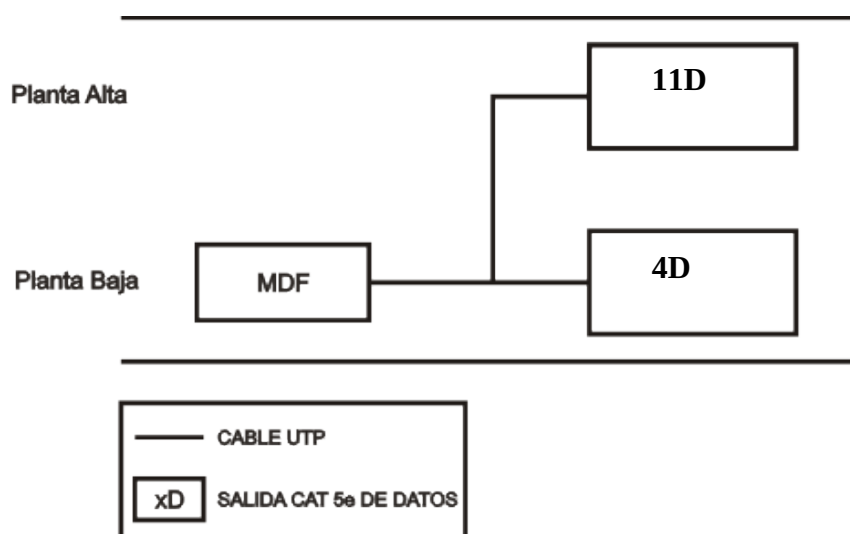 11D
Planta Alta
4D
Planta Baja
MDF
CABLE UTP
xD
SALIDA CAT 5e DE DATOS